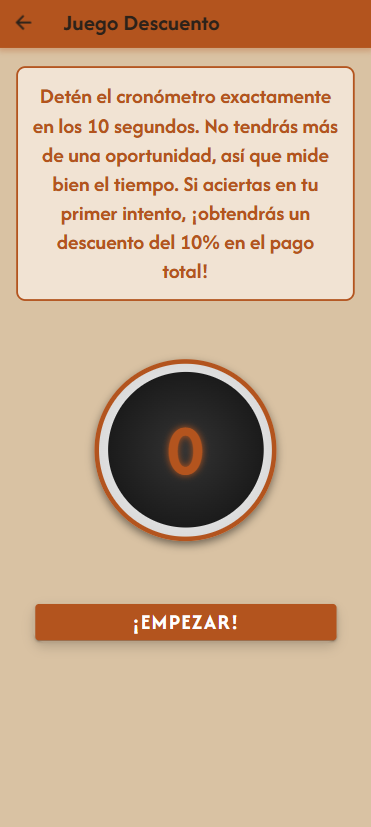 Juego Descuento
Detén el cronómetro exactamente
en los 10 segundos. No tendrás más
de una oportunidad, así que mide
bien el tiempo. Si aciertas en tu
primer intento, ¡obtendrás un
descuento del 10% en el pago
total!
0
¡EMPEZAR!